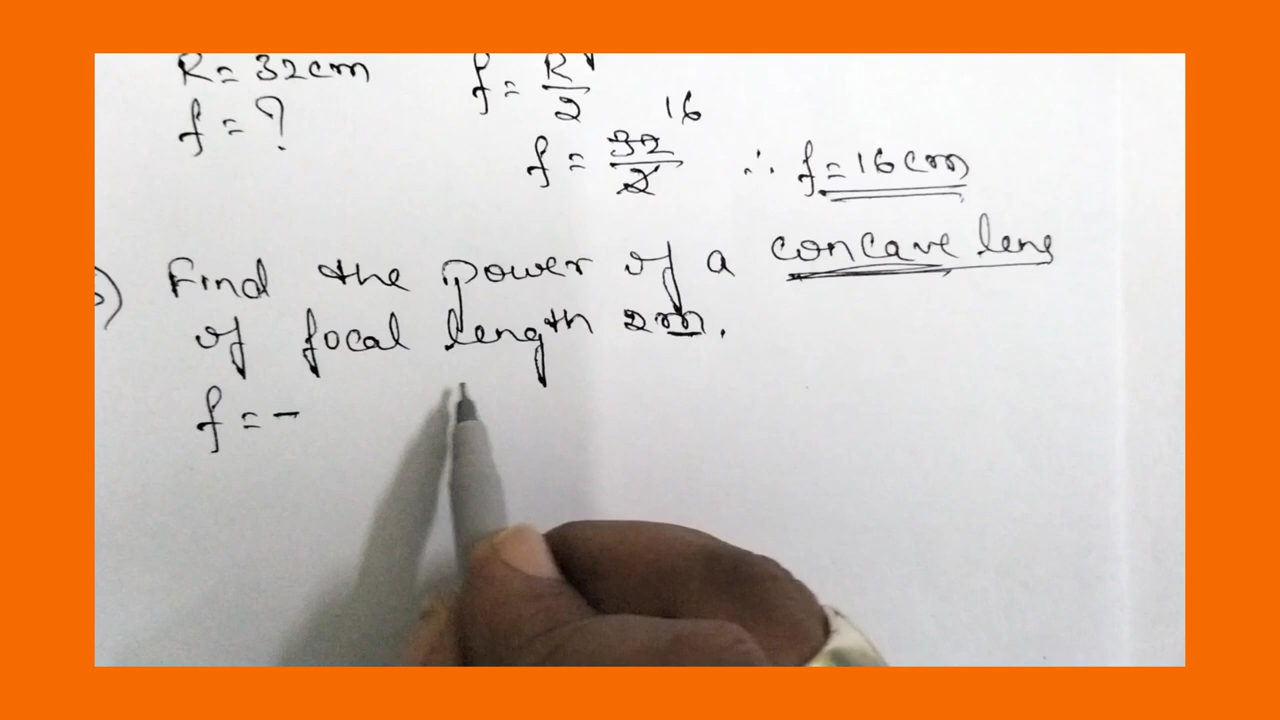 R = 32cm
f = ?
f = R/2
16
f = 32/2 ∴ f = 16cm
) Find the power of a concave lens
of focal length 2m.
f = -